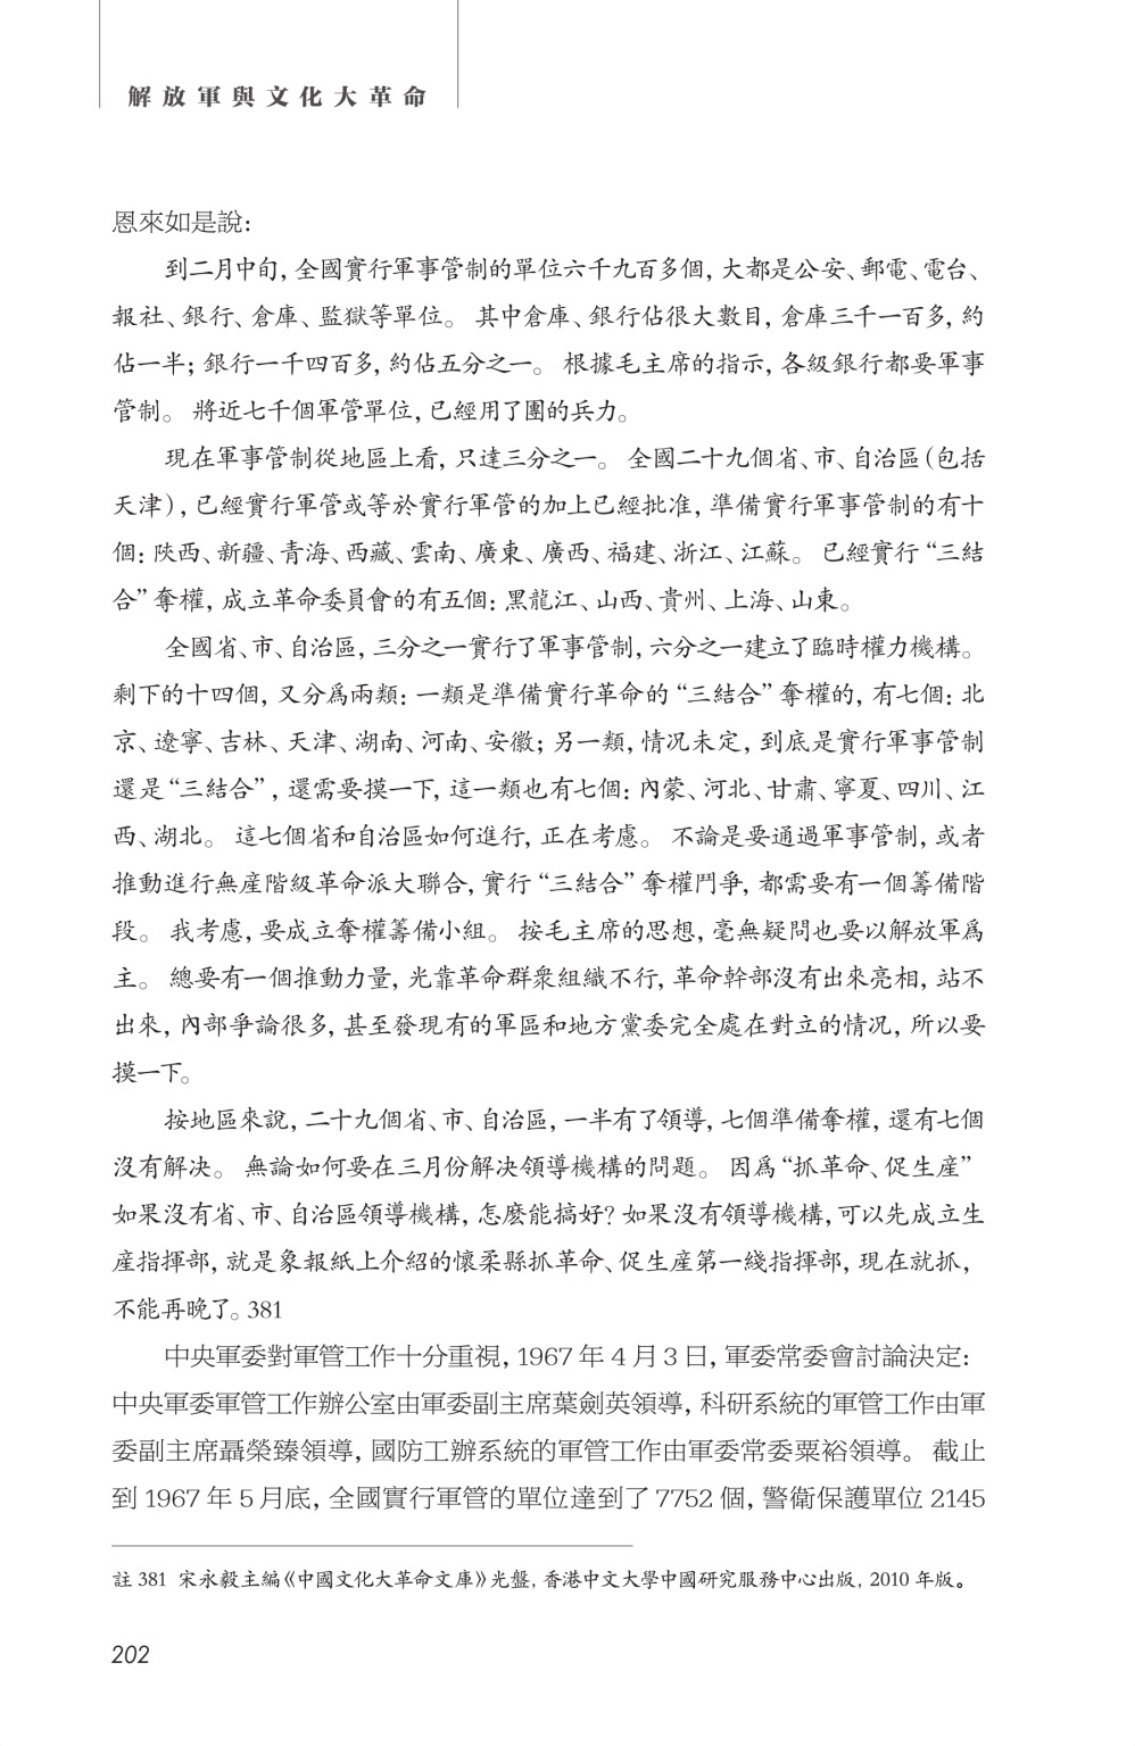 解放軍與文化大革命
恩來如是說：
到二月中旬，全國實行軍事管制的單位六千九百多個，大都是公安、郵電、電台、
報社、銀行、倉庫、監獄等單位。其中倉庫、銀行佔很大數目，倉庫三千一百多，約
佔一半；銀行一千四百多，約佔五分之一。根據毛主席的指示，各級銀行都要軍事
管制。將近七千個軍管單位，已經用了團的兵力。
現在軍事管制從地區上看，只達三分之一。全國二十九個省、市、自治區（包括
天津），已經實行軍管或等於實行軍管的加上已經批准，準備實行軍事管制的有十
個：陝西、新疆、青海、西藏、雲南、廣東、廣西、福建、浙江、江蘇。已經實行“三結
合”奪權，成立革命委員會的有五個：黑龍江、山西、貴州、上海、山東。
全國省、市、自治區，三分之一實行了軍事管制，六分之一建立了臨時權力機構。
剩下的十四個，又分爲兩類：一類是準備實行革命的“三結合”奪權的，有七個：北
京、遼寧、吉林、天津、湖南、河南、安徽；另一類，情况未定，到底是實行軍事管制
還是“三結合”，還需要摸一下，這一類也有七個：內蒙、河北、甘肅、寧夏、四川、江
西、湖北。這七個省和自治區如何進行，正在考慮。不論是要通過軍事管制，或者
推動進行無産階級革命派大聯合，實行“三結合”奪權鬥爭，都需要有一個籌備階
段。我考慮，要成立奪權籌備小組。按毛主席的思想，毫無疑問也要以解放軍爲
主。總要有一個推動力量，光靠革命群衆組織不行，革命幹部沒有出來亮相，站不
出來，內部爭論很多，甚至發現有的軍區和地方黨委完全處在對立的情况，所以要
摸一下。
按地區來說，二十九個省、市、自治區，一半有了領導，七個準備奪權，還有七個
沒有解决。無論如何要在三月份解决領導機構的問題。因爲“抓革命、促生産”
如果沒有省、市、自治區領導機構，怎麽能搞好？如果沒有領導機構，可以先成立生
産指揮部，就是象報紙上介紹的懷柔縣抓革命、促生産第一綫指揮部，現在就抓，
不能再晚了。381
中央軍委對軍管工作十分重視，1967 年 4 月 3 日，軍委常委會討論決定：
中央軍委軍管工作辦公室由軍委副主席葉劍英領導，科研系統的軍管工作由軍
委副主席聶榮臻領導，國防工辦系統的軍管工作由軍委常委粟裕領導。截止
到 1967 年 5 月底，全國實行軍管的單位達到了 7752 個，警衛保護單位 2145
註 381 宋永毅主編《中國文化大革命文庫》光盤，香港中文大學中國研究服務中心出版，2010 年版。
202